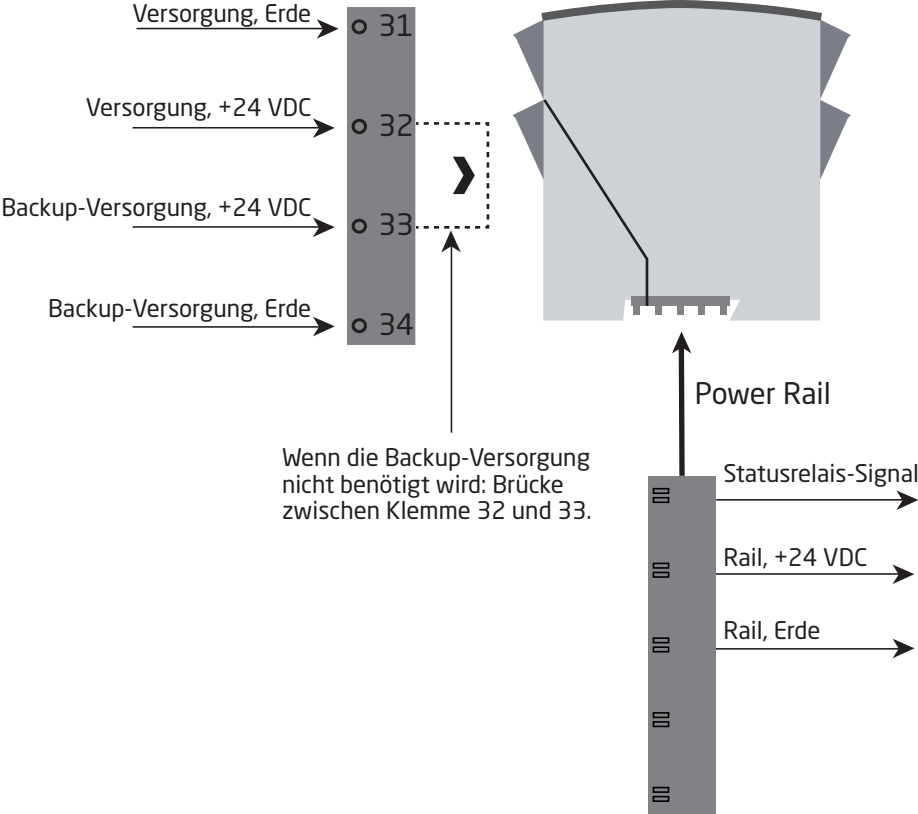 Versorgung, Erde
31
Versorgung, +24 VDC
32
Backup-Versorgung, +24 VDC
33
Backup-Versorgung, Erde
34
Wenn die Backup-Versorgung
nicht benötigt wird: Brücke
zwischen Klemme 32 und 33.
Power Rail
Statusrelais-Signal
Rail, +24 VDC
Rail, Erde